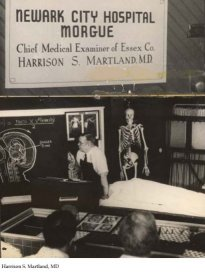 NEWARK CITY HOSPITAL
MORGUE
Chief Medical Examiner of Essex Co.
HARRISON S. MARTLAND, M.D.
Harrison S. Martland, MD